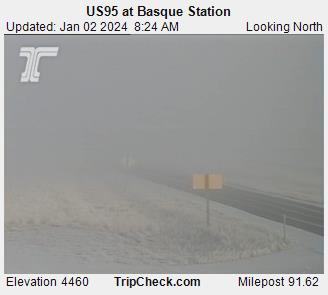 US95 at Basque Station
Updated: Jan 02 2024 8:24 AM Looking North
Elevation 4460 TripCheck.com Milepost 91.62